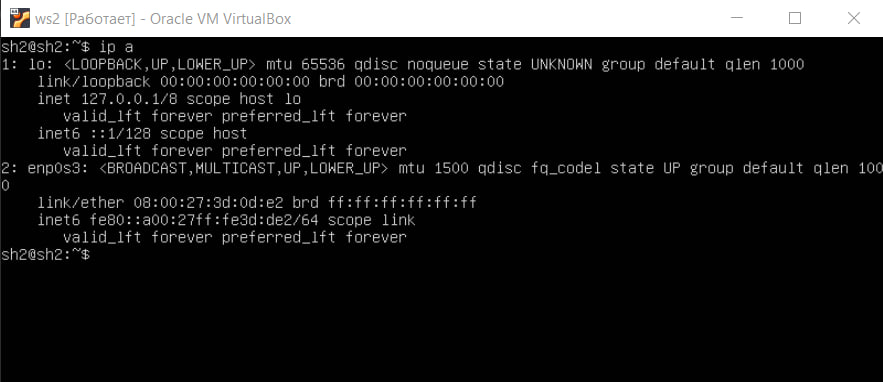 ws2 [Работает] - Oracle VM VirtualBox
sh2@sh2:~$ ip a
1: lo: <LOOPBACK,UP,LOWER_UP> mtu 65536 qdisc noqueue state UNKNOWN group default qlen 1000
    link/loopback 00:00:00:00:00:00 brd 00:00:00:00:00:00
    inet 127.0.0.1/8 scope host lo
       valid_lft forever preferred_lft forever
    inet6 ::1/128 scope host
       valid_lft forever preferred_lft forever
2: enp0s3: <BROADCAST,MULTICAST,UP,LOWER_UP> mtu 1500 qdisc fq_codel state UP group default qlen 100
0
    link/ether 08:00:27:3d:0d:e2 brd ff:ff:ff:ff:ff:ff
    inet6 fe80::a00:27ff:fe3d:de2/64 scope link
       valid_lft forever preferred_lft forever
sh2@sh2:~$